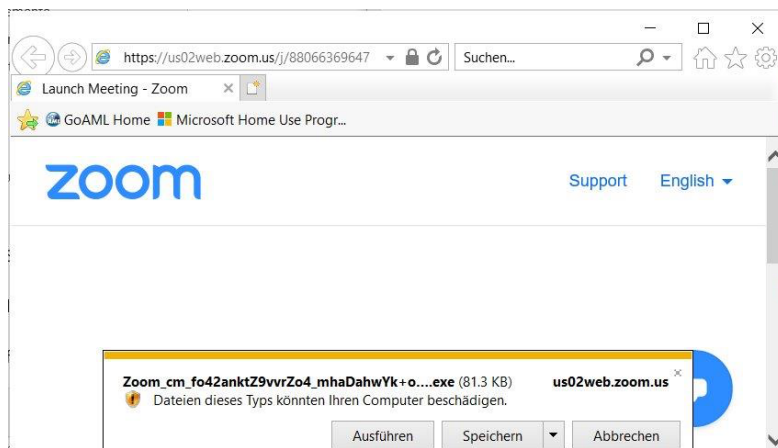 https://us02web.zoom.us/j/88066369647
Suchen...
Launch Meeting - Zoom
GoAML Home Microsoft Home Use Progr...
zoom
Support English
Zoom_cm_fo42anktZ9vvrZo4_mhaDahwYk+o....exe (81.3 KB) us02web.zoom.us
Dateien dieses Typs könnten Ihren Computer beschädigen.
Ausführen Speichern Abbrechen